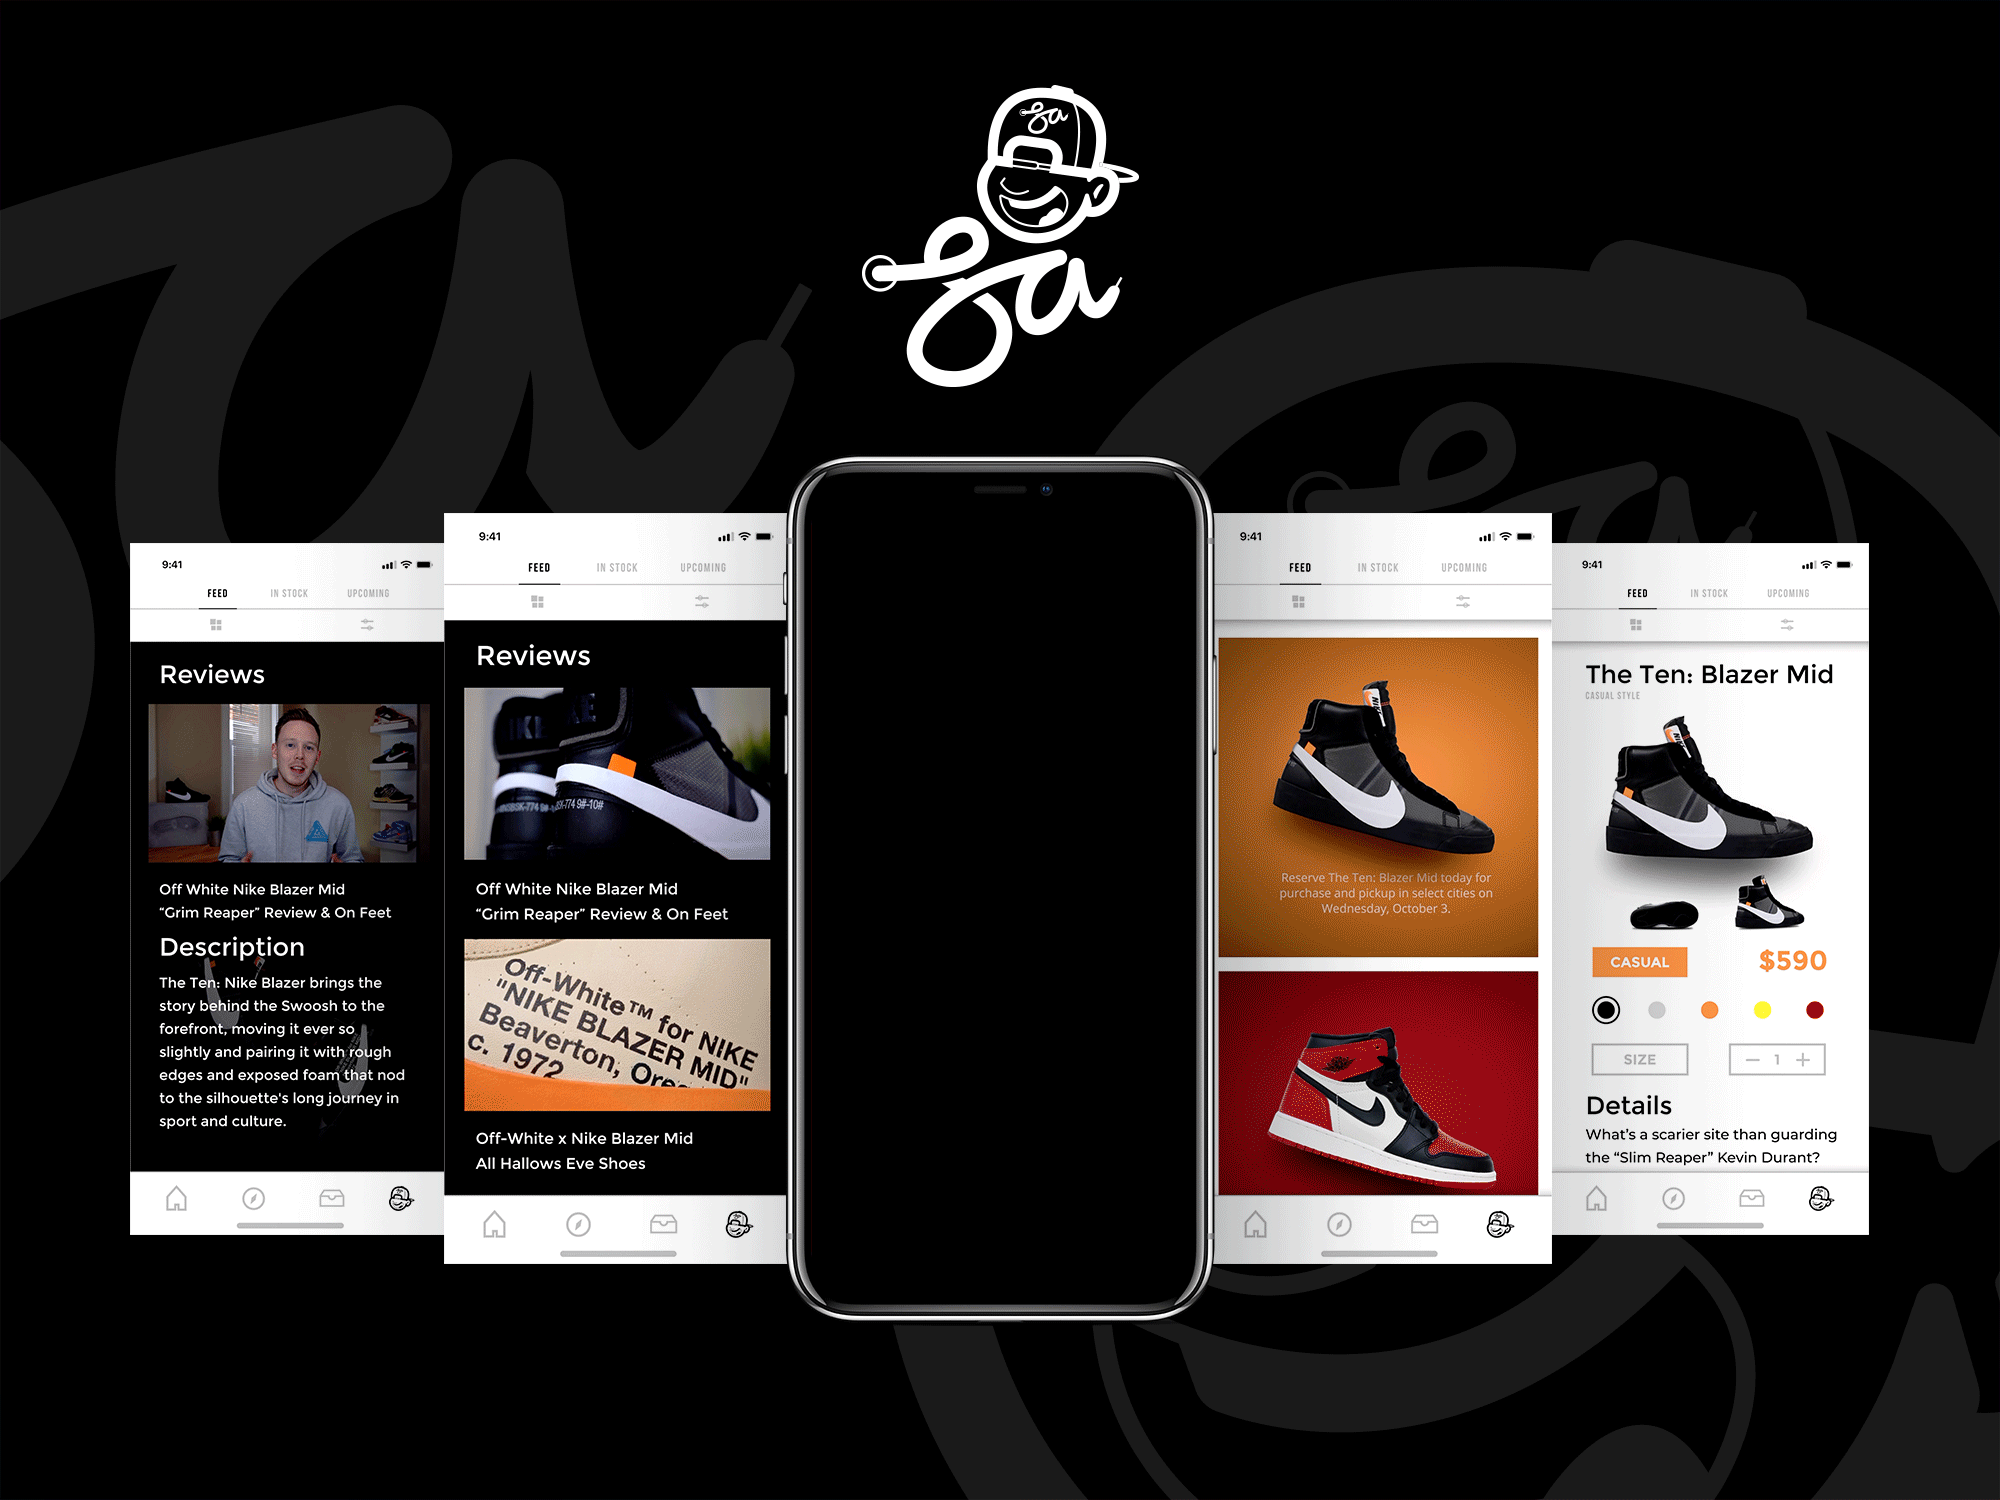 9:41
FEED
IN STOCK
UPCOMING
Reviews
Off White Nike Blazer Mid
“Grim Reaper” Review & On Feet
Description
The Ten: Nike Blazer brings the
story behind the Swoosh to the
forefront, moving it ever so
slightly and pairing it with rough
edges and exposed foam that nod
to the silhouette's long journey in
sport and culture.
9:41
FEED
IN STOCK
UPCOMING
Reviews
Off White Nike Blazer Mid
“Grim Reaper” Review & On Feet
Off-White™ for NIKE
"NIKE BLAZER MID"
Beaverton,
c. 1972
Off-White x Nike Blazer Mid
All Hallows Eve Shoes
9:41
FEED
IN STOCK
UPCOMING
NIKE
Reserve The Ten: Blazer Mid today for
purchase and pickup in select cities on
Wednesday, October 3.
9:41
FEED
IN STOCK
UPCOMING
The Ten: Blazer Mid
CASUAL STYLE
NIKE
CASUAL
$590
SIZE
1
Details
What’s a scarier site than guarding
the “Slim Reaper” Kevin Durant?